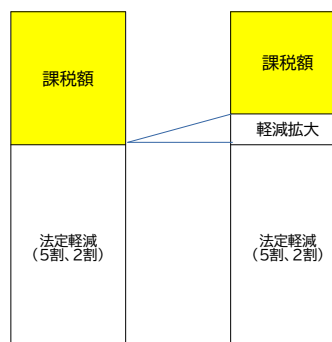 課税額
法定軽減
（5割、2割）
課税額
軽減拡大
法定軽減
（5割、2割）